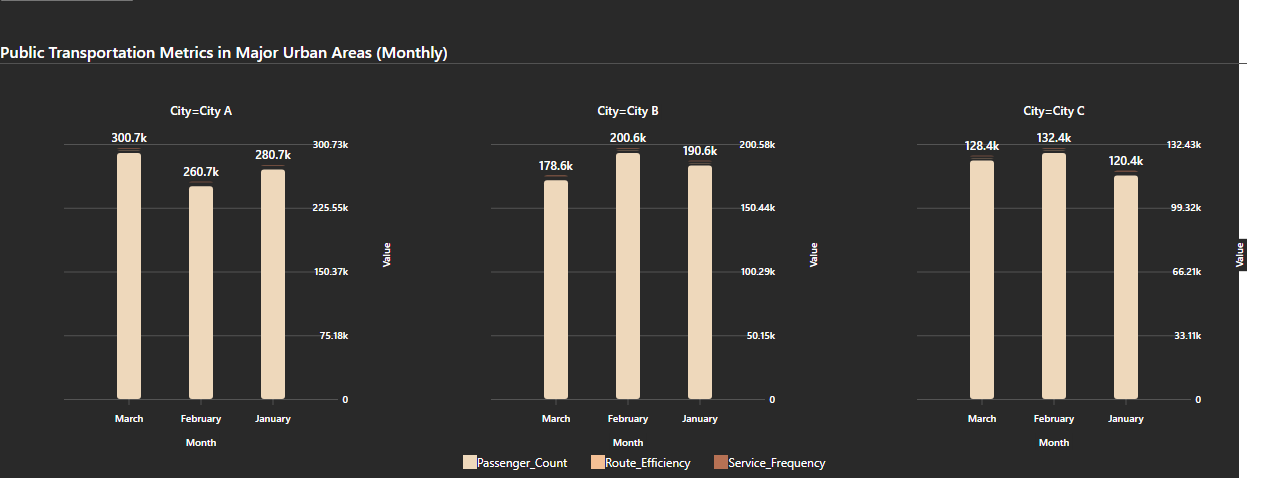 Public Transportation Metrics in Major Urban Areas (Monthly)
City=City A
300.7k
260.7k
280.7k
300.73k
225.55k
150.37k
75.18k
0
Value
March
February
January
Month
City=City B
178.6k
200.6k
190.6k
200.58k
150.44k
100.29k
50.15k
0
Value
March
February
January
Month
City=City C
128.4k
132.4k
120.4k
132.43k
99.32k
66.21k
33.11k
0
Value
March
February
January
Month
Passenger_Count Route_Efficiency Service_Frequency